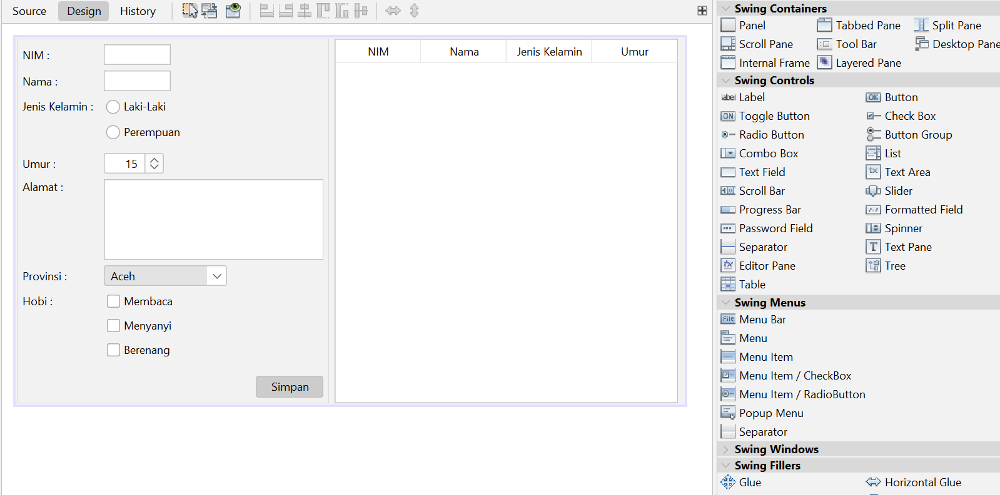 Source Design History
NIM :
Nama :
Jenis Kelamin : Laki-Laki
Perempuan
Umur : 15
Alamat :
Provinsi : Aceh
Hobi : Membaca
Menyanyi
Berenang
Simpan
NIM Nama Jenis Kelamin Umur
Swing Containers
Panel Tabbed Pane Split Pane
Scroll Pane Tool Bar Desktop Pane
Internal Frame Layered Pane
Swing Controls
label Label OK Button
ON Toggle Button Check Box
Radio Button Button Group
Combo Box List
Text Field Text Area
Scroll Bar Slider
Progress Bar Formatted Field
Password Field Spinner
Separator T Text Pane
Editor Pane Tree
Table
Swing Menus
File Menu Bar
Menu
Menu Item
Menu Item / CheckBox
Menu Item / RadioButton
Popup Menu
Separator
Swing Windows
Swing Fillers
Glue Horizontal Glue